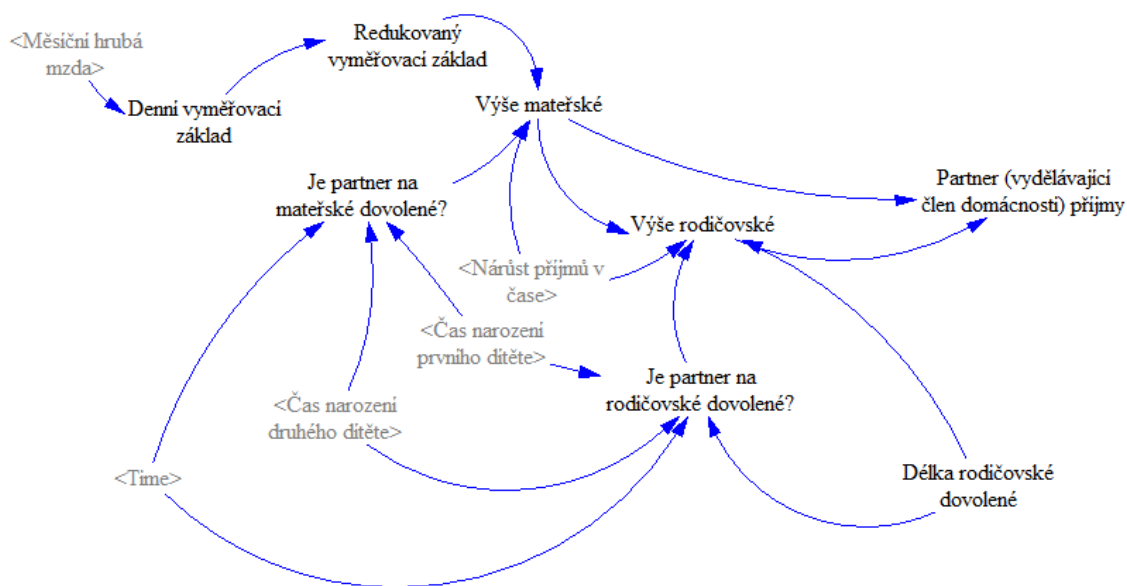 <Měsíční hrubá
mzda>
Redukovaný
vyměřovací základ
Denní vyměřovací
základ
Výše mateřské
Je partner na
mateřské dovolené?
Partner (vydělávající
člen domácnosti) příjmy
Výše rodičovské
<Nárůst příjmů v
čase>
<Čas narození
prvního dítěte>
Je partner na
rodičovské dovolené?
<Čas narození
druhého dítěte>
<Time>
Délka rodičovské
dovolené